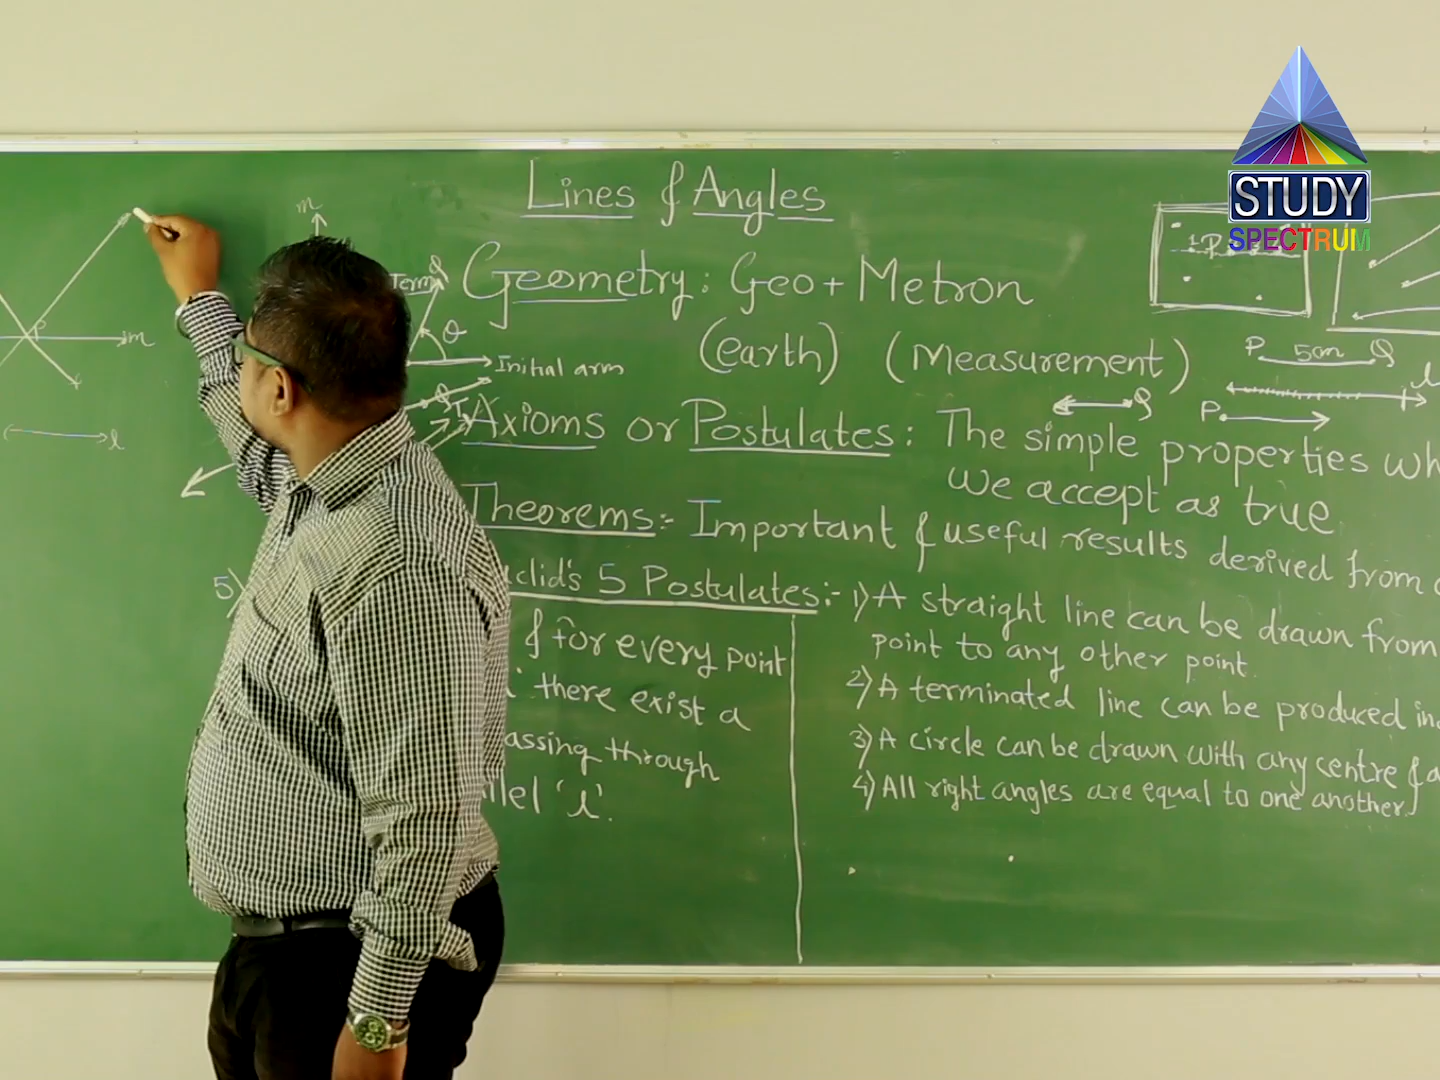 STUDY
SPECTRUM
Lines & Angles
m
Term
Geometry: Geo + Metron
(earth) (Measurement)
P 5cm Q
P
m
θ
Initial arm
l
Q
P
l
Axioms or Postulates: The simple properties wh
we accept as true
Theorems:- Important & useful results derived from
uclid's 5 Postulates:- 1) A straight line can be drawn from
point to any other point.
2) A terminated line can be produced in
3) A circle can be drawn with any centre & a
4) All right angles are equal to one another.
5)
& for every point
there exist a
assing through
llel 'l'.